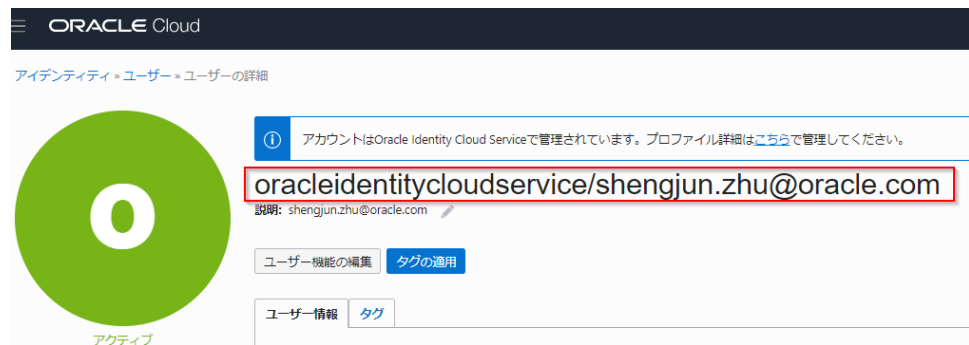 ORACLE Cloud
アイデンティティ » ユーザー » ユーザーの詳細
アカウントはOracle Identity Cloud Serviceで管理されています。プロファイル詳細はこちらで管理してください。
oracleidentitycloudservice/shengjun.zhu@oracle.com
説明: shengjun.zhu@oracle.com
ユーザー機能の編集 タグの適用
ユーザー情報 タグ
O
アクティブ